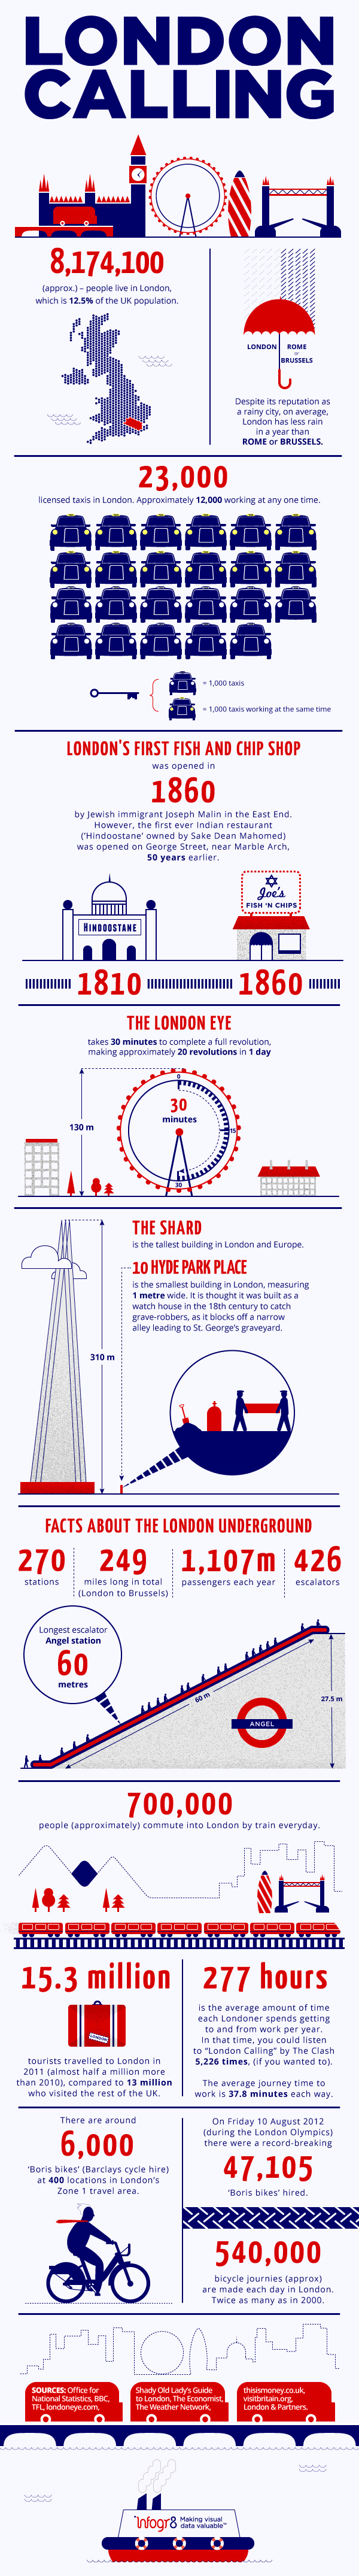 LONDON
CALLING
8,174,100
(approx.) – people live in London,
which is 12.5% of the UK population.
LONDON
ROME
or
BRUSSELS
Despite its reputation as
a rainy city, on average,
London has less rain
in a year than
ROME or BRUSSELS.
23,000
licensed taxis in London. Approximately 12,000 working at any one time.
= 1,000 taxis
= 1,000 taxis working at the same time
LONDON'S FIRST FISH AND CHIP SHOP
was opened in
1860
by Jewish immigrant Joseph Malin in the East End.
However, the first ever Indian restaurant
('Hindoostane' owned by Sake Dean Mahomed)
was opened on George Street, near Marble Arch,
50 years earlier.
HINDOOSTANE
Joe's
FISH 'N CHIPS
1810
1860
THE LONDON EYE
takes 30 minutes to complete a full revolution,
making approximately 20 revolutions in 1 day
130 m
0
30
minutes
15
30
THE SHARD
is the tallest building in London and Europe.
10 HYDE PARK PLACE
is the smallest building in London, measuring
1 metre wide. It is thought it was built as a
watch house in the 18th century to catch
grave-robbers, as it blocks off a narrow
alley leading to St. George's graveyard.
310 m
FACTS ABOUT THE LONDON UNDERGROUND
270
stations
249
miles long in total
(London to Brussels)
1,107m
passengers each year
426
escalators
Longest escalator
Angel station
60
metres
60 m
27.5 m
ANGEL
700,000
people (approximately) commute into London by train everyday.
15.3 million
LONDON
tourists travelled to London in
2011 (almost half a million more
than 2010), compared to 13 million
who visited the rest of the UK.
277 hours
is the average amount of time
each Londoner spends getting
to and from work per year.
In that time, you could listen
to “London Calling” by The Clash
5,226 times, (if you wanted to).
The average journey time to
work is 37.8 minutes each way.
There are around
6,000
'Boris bikes' (Barclays cycle hire)
at 400 locations in London's
Zone 1 travel area.
On Friday 10 August 2012
(during the London Olympics)
there were a record-breaking
47,105
'Boris bikes' hired.
540,000
bicycle journies (approx)
are made each day in London.
Twice as many as in 2000.
SOURCES: Office for
National Statistics, BBC,
TFL, londoneye.com,
Shady Old Lady's Guide
to London, The Economist,
The Weather Network,
thisismoney.co.uk,
visitbritain.org,
London & Partners.
Infogr8
Making visual
data valuable™